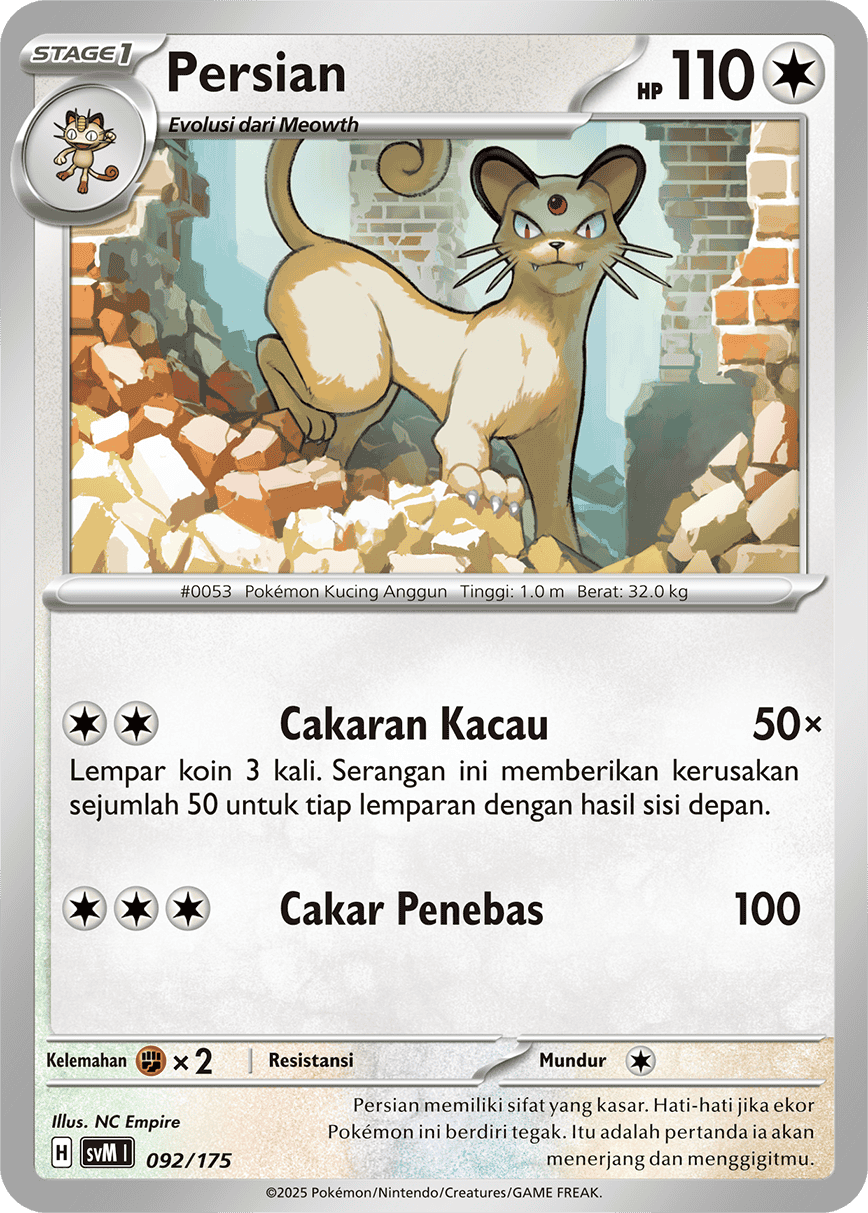 STAGE1
Persian
HP 110
Evolusi dari Meowth
#0053 Pokémon Kucing Anggun Tinggi: 1.0 m Berat: 32.0 kg
Cakaran Kacau 50×
Lempar koin 3 kali. Serangan ini memberikan kerusakan
sejumlah 50 untuk tiap lemparan dengan hasil sisi depan.
Cakar Penebas 100
Kelemahan ×2 Resistansi Mundur
Illus. NC Empire
H svM I 092/175
Persian memiliki sifat yang kasar. Hati-hati jika ekor
Pokémon ini berdiri tegak. Itu adalah pertanda ia akan
menerjang dan menggigitmu.
©2025 Pokémon/Nintendo/Creatures/GAME FREAK.